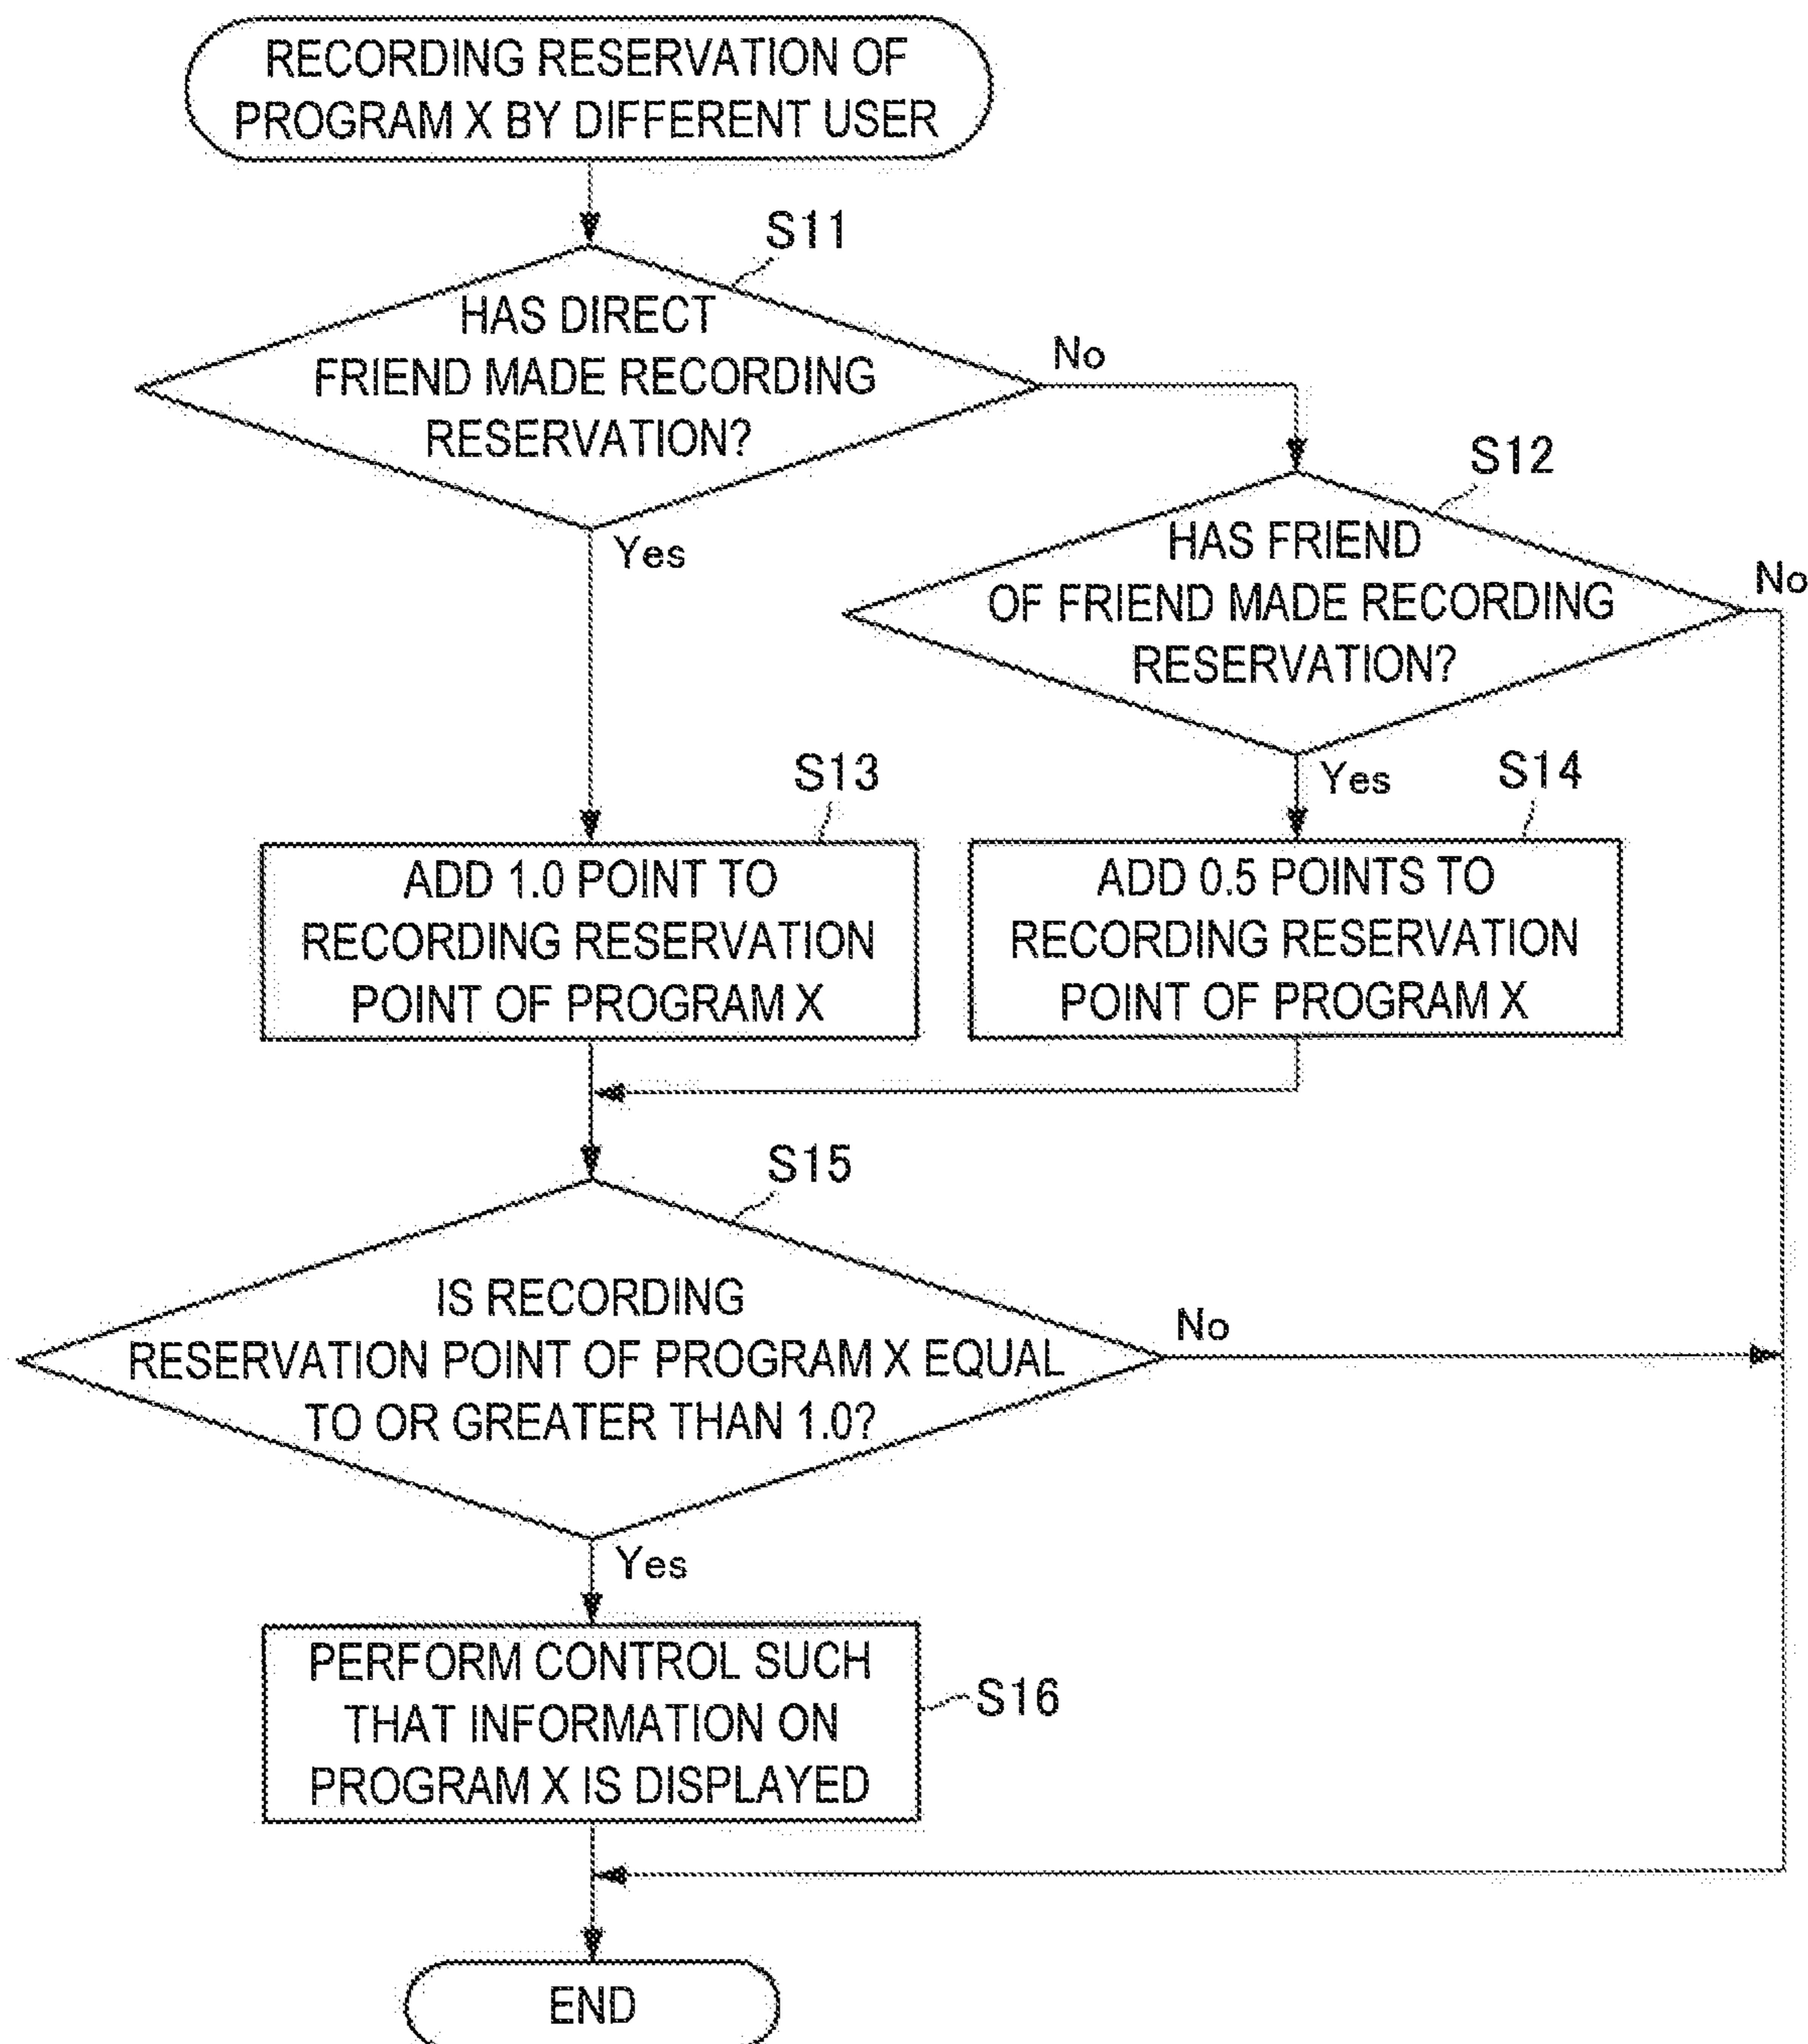 RECORDING RESERVATION OF
PROGRAM X BY DIFFERENT USER
S11
HAS DIRECT
FRIEND MADE RECORDING
RESERVATION?
No
Yes
S12
HAS FRIEND
OF FRIEND MADE RECORDING
RESERVATION?
No
Yes
S13
ADD 1.0 POINT TO
RECORDING RESERVATION
POINT OF PROGRAM X
S14
ADD 0.5 POINTS TO
RECORDING RESERVATION
POINT OF PROGRAM X
S15
IS RECORDING
RESERVATION POINT OF PROGRAM X EQUAL
TO OR GREATER THAN 1.0?
No
Yes
PERFORM CONTROL SUCH
THAT INFORMATION ON
PROGRAM X IS DISPLAYED
S16
END